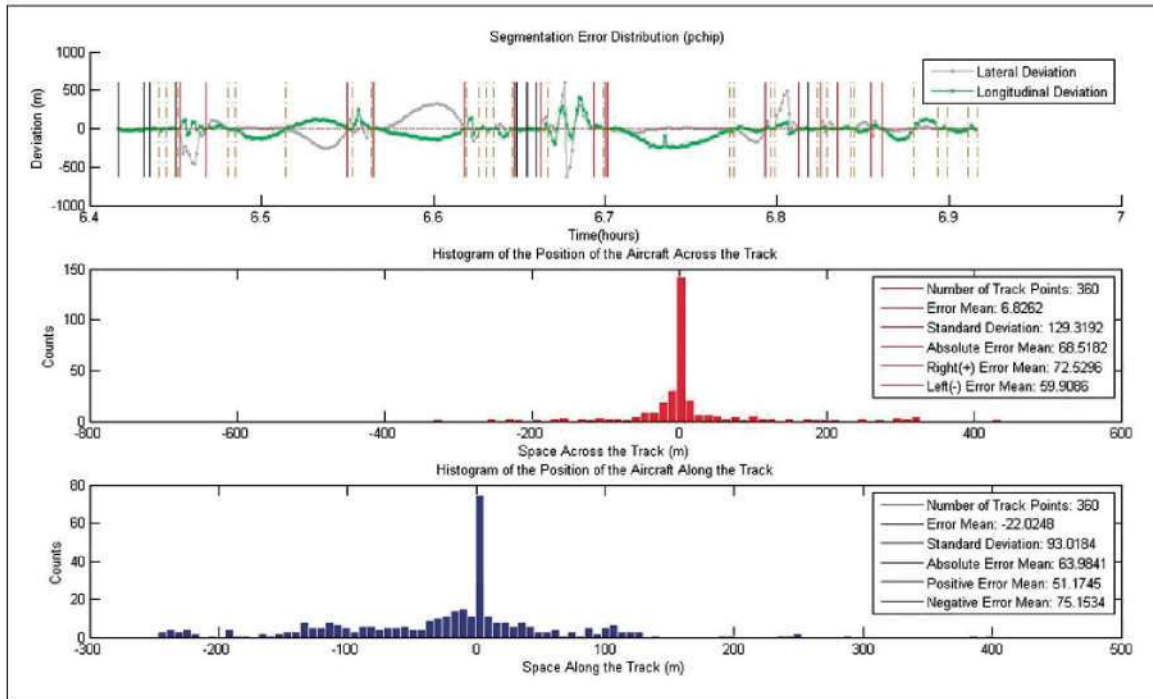 Segmentation Error Distribution (pchip)
1000
500
0
-500
-1000
Deviation (m)
Lateral Deviation
Longitudinal Deviation
6.4 6.5 6.6 6.7 6.8 6.9 7
Time(hours)
Histogram of the Position of the Aircraft Across the Track
150
100
50
0
Counts
Number of Track Points: 360
Error Mean: 6.8262
Standard Deviation: 129.3192
Absolute Error Mean: 68.5182
Right(+) Error Mean: 72.5296
Left(-) Error Mean: 59.9086
-800 -600 -400 -200 0 200 400 600
Space Across the Track (m)
Histogram of the Position of the Aircraft Along the Track
80
60
40
20
0
Counts
Number of Track Points: 360
Error Mean: -22.0248
Standard Deviation: 93.0184
Absolute Error Mean: 63.9841
Positive Error Mean: 51.1745
Negative Error Mean: 75.1534
-300 -200 -100 0 100 200 300 400 500
Space Along the Track (m)